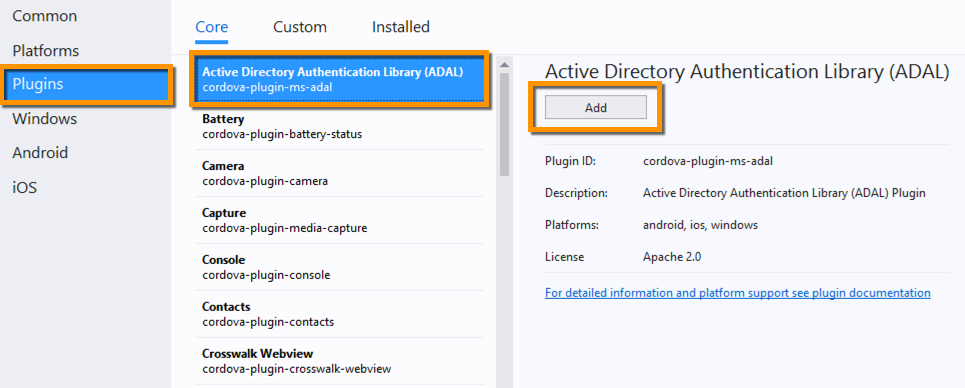 Common
Platforms
Plugins
Windows
Android
iOS
Core Custom Installed
Active Directory Authentication Library (ADAL)
cordova-plugin-ms-adal
Battery
cordova-plugin-battery-status
Camera
cordova-plugin-camera
Capture
cordova-plugin-media-capture
Console
cordova-plugin-console
Contacts
cordova-plugin-contacts
Crosswalk Webview
cordova-plugin-crosswalk-webview
Active Directory Authentication Library (ADAL)
Add
Plugin ID: cordova-plugin-ms-adal
Description: Active Directory Authentication Library (ADAL) Plugin
Platforms: android, ios, windows
License Apache 2.0
For detailed information and platform support see plugin documentation